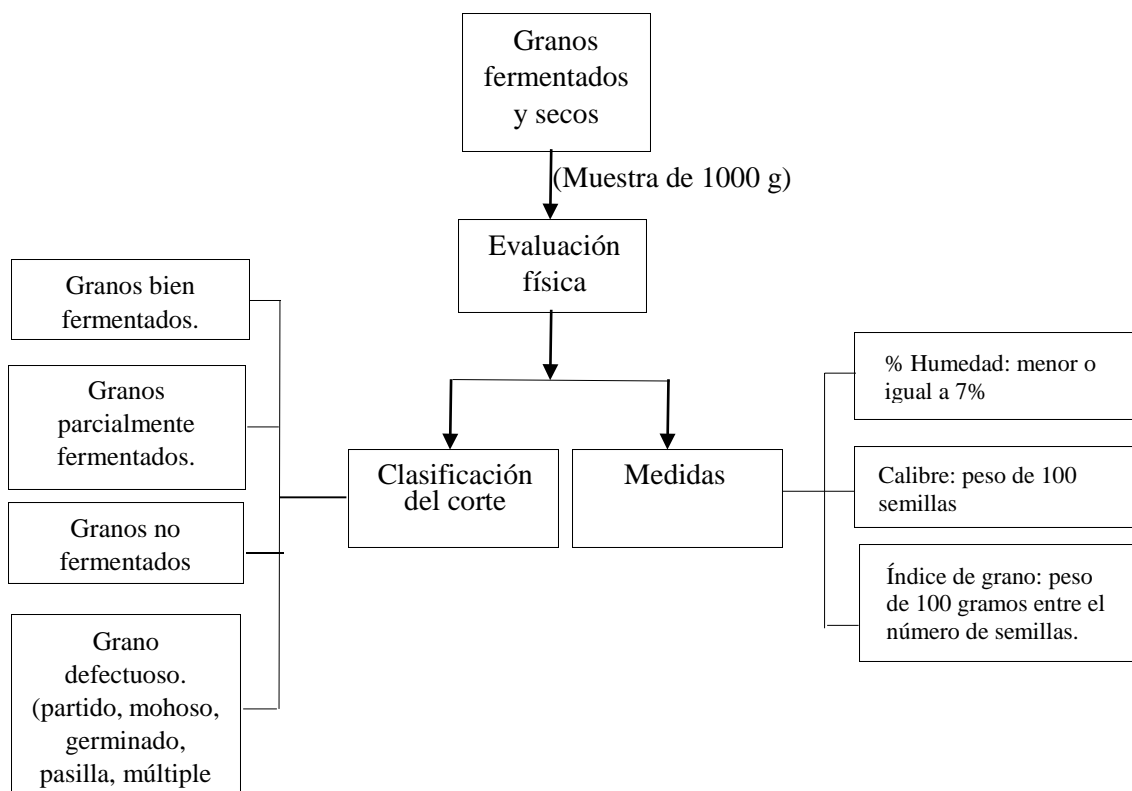 Granos
fermentados
y secos
(Muestra de 1000 g)
Evaluación
física
Granos bien
fermentados.
Granos
parcialmente
fermentados.
Granos no
fermentados
Grano
defectuoso.
(partido, mohoso,
germinado,
pasilla, múltiple
Clasificación
del corte
Medidas
% Humedad: menor o
igual a 7%
Calibre: peso de 100
semillas
Índice de grano: peso
de 100 gramos entre el
número de semillas.